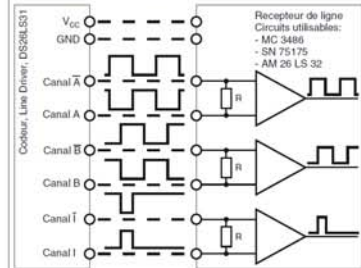 Codeur, Line Driver, DS26LS31
Vcc
GND
Canal A̅
Canal A
Canal B̅
Canal B
Canal I̅
Canal I
Recepteur de ligne
Circuits utilisables:
- MC 3486
- SN 75175
- AM 26 LS 32
R
R
R